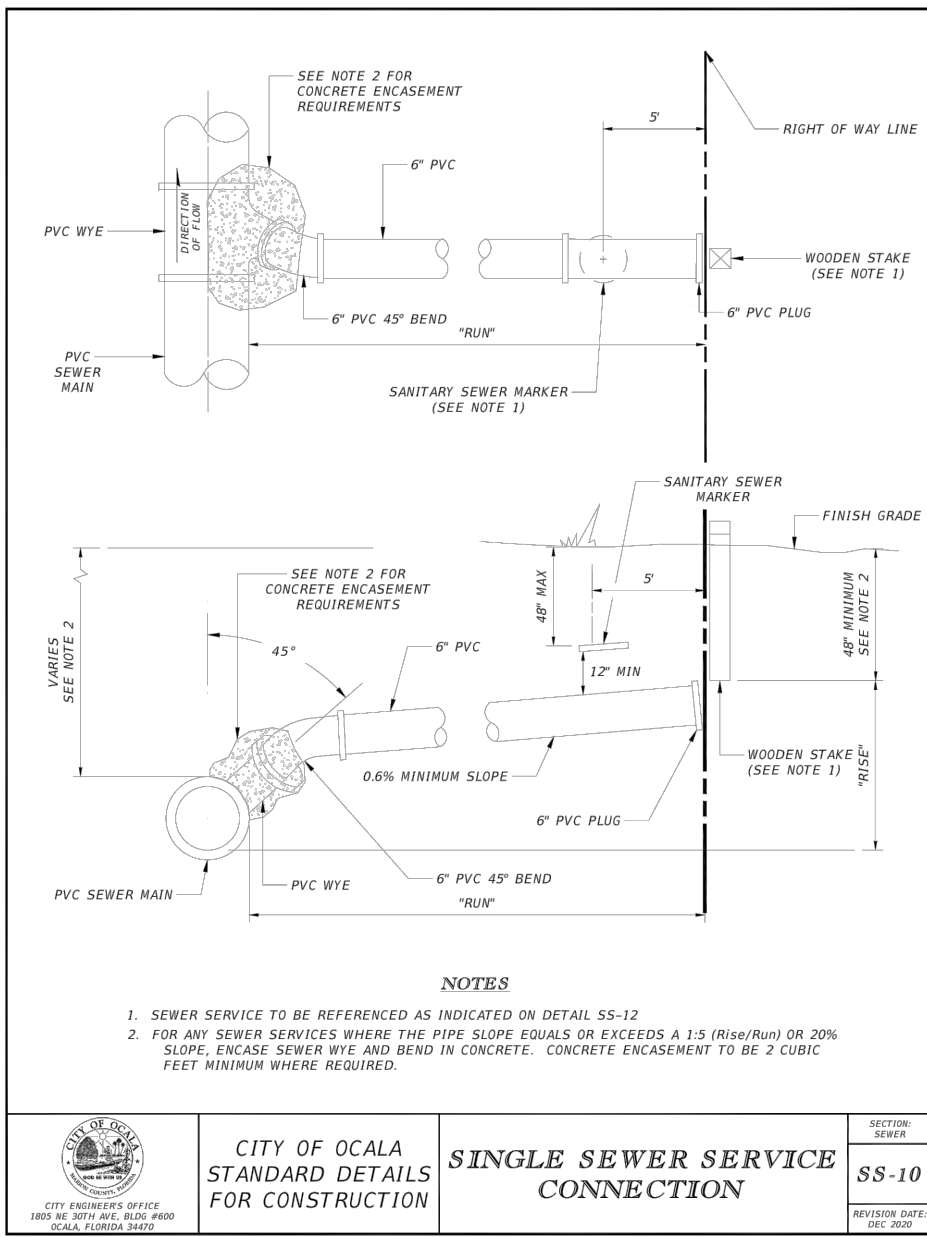 SEE NOTE 2 FOR
CONCRETE ENCASEMENT
REQUIREMENTS
5'
RIGHT OF WAY LINE
6" PVC
DIRECTION
OF FLOW
PVC WYE
WOODEN STAKE
(SEE NOTE 1)
6" PVC 45° BEND
6" PVC PLUG
"RUN"
PVC
SEWER
MAIN
SANITARY SEWER MARKER
(SEE NOTE 1)
SANITARY SEWER
MARKER
FINISH GRADE
SEE NOTE 2 FOR
CONCRETE ENCASEMENT
REQUIREMENTS
48" MAX
5'
48" MINIMUM
SEE NOTE 2
VARIES
SEE NOTE 2
45°
6" PVC
12" MIN
WOODEN STAKE
(SEE NOTE 1)
"RISE"
0.6% MINIMUM SLOPE
6" PVC PLUG
PVC SEWER MAIN
PVC WYE
6" PVC 45° BEND
"RUN"
NOTES
1. SEWER SERVICE TO BE REFERENCED AS INDICATED ON DETAIL SS-12
2. FOR ANY SEWER SERVICES WHERE THE PIPE SLOPE EQUALS OR EXCEEDS A 1:5 (Rise/Run) OR 20%
SLOPE, ENCASE SEWER WYE AND BEND IN CONCRETE. CONCRETE ENCASEMENT TO BE 2 CUBIC
FEET MINIMUM WHERE REQUIRED.
CITY OF OCALA
GOD BE WITH US
MARION COUNTY, FLORIDA
CITY ENGINEER'S OFFICE
1805 NE 30TH AVE, BLDG #600
OCALA, FLORIDA 34470
CITY OF OCALA
STANDARD DETAILS
FOR CONSTRUCTION
SINGLE SEWER SERVICE
CONNECTION
SECTION:
SEWER
SS-10
REVISION DATE:
DEC 2020